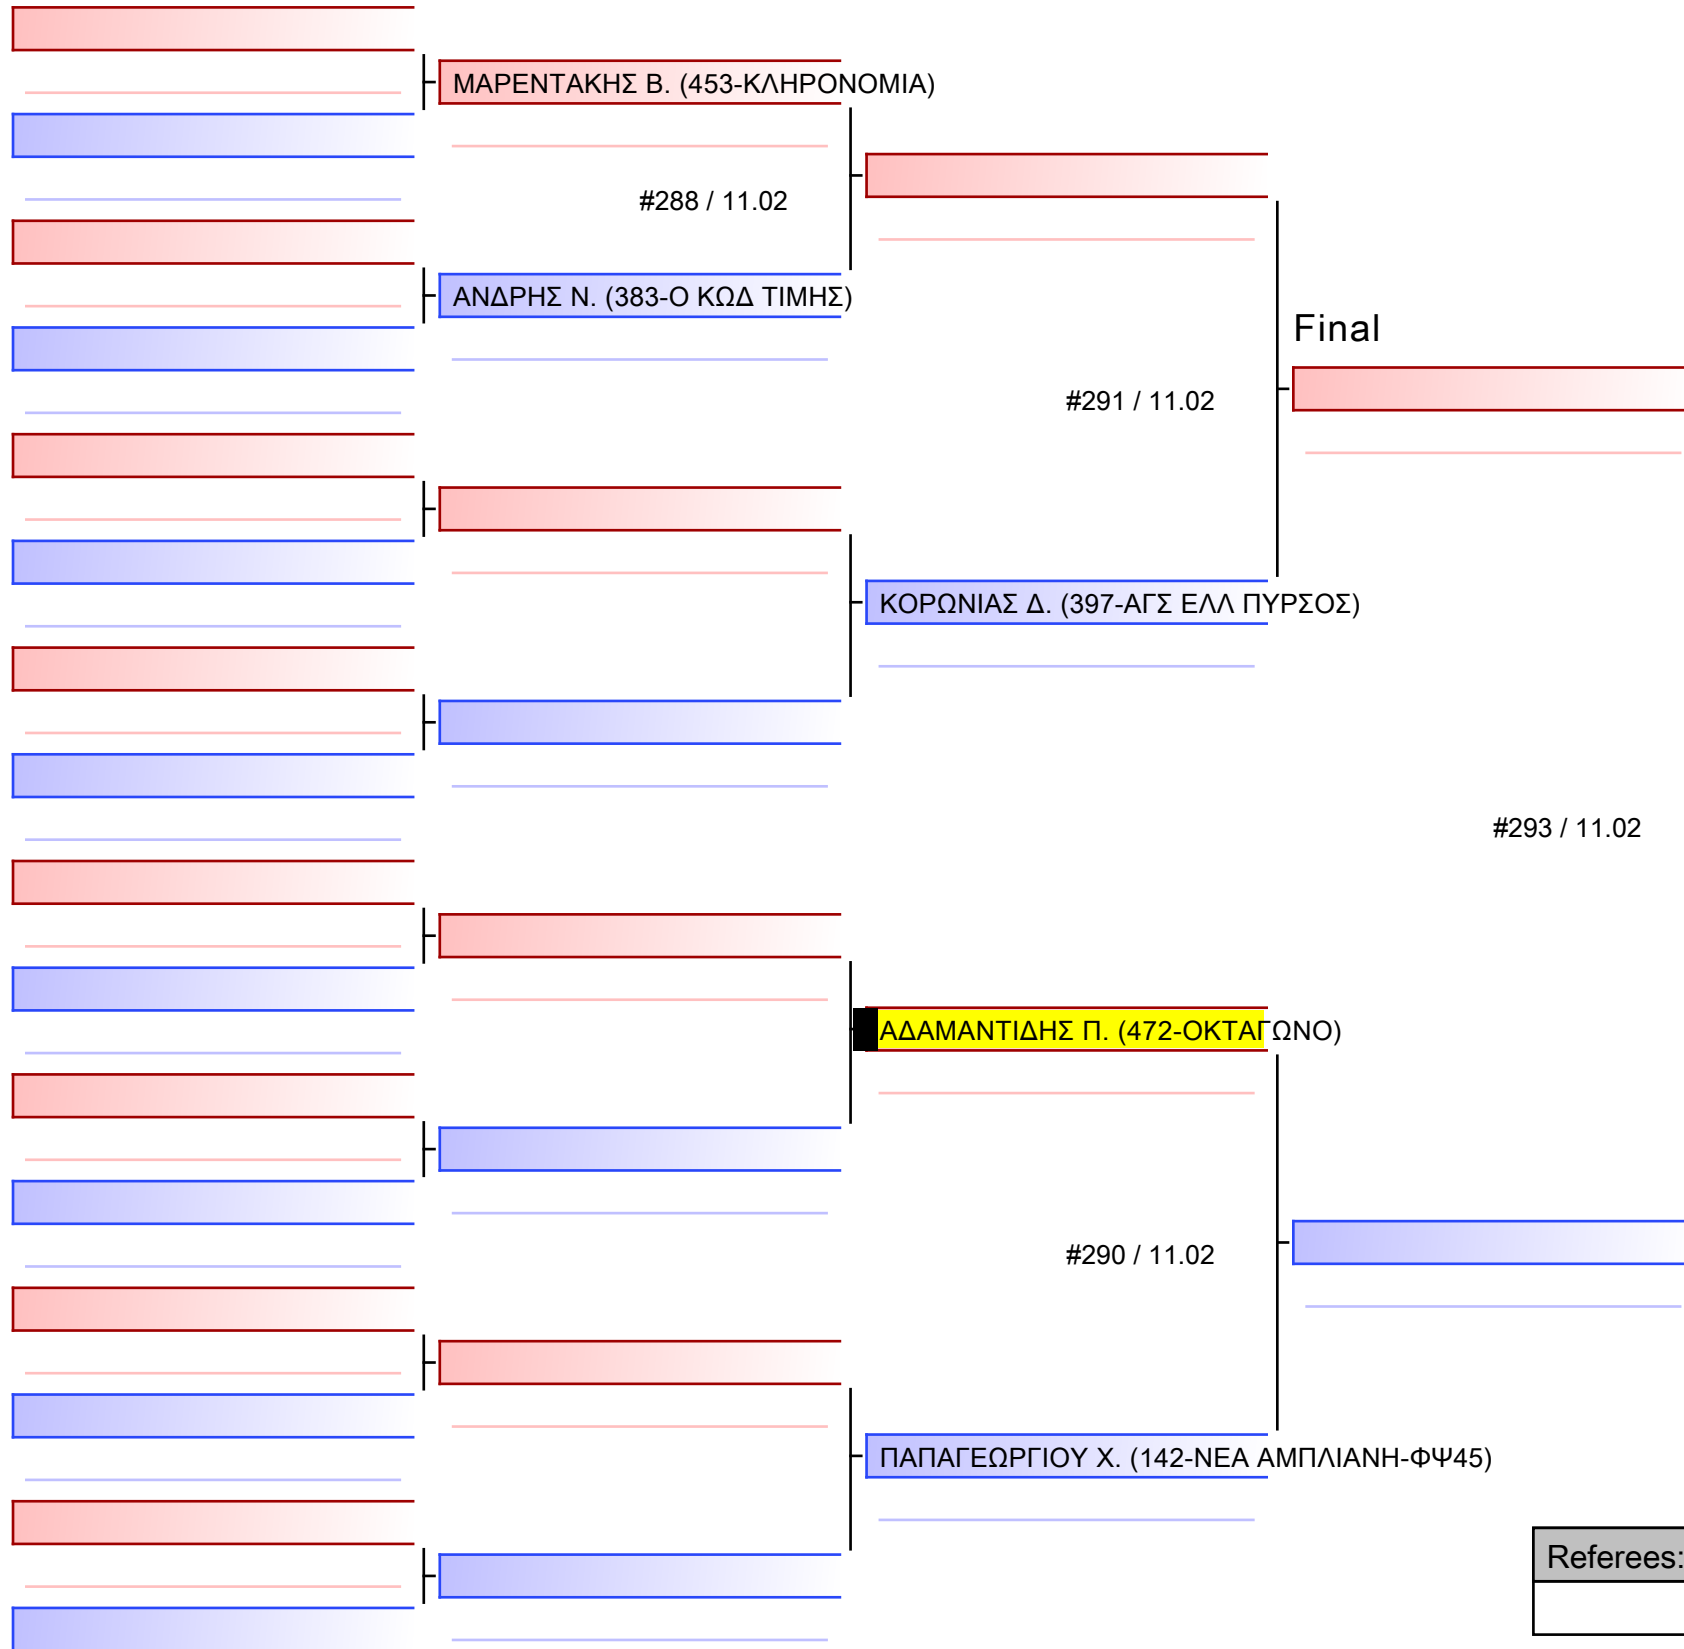 ΜΑΡΕΝΤΑΚΗΣ Β. (453-ΚΛΗΡΟΝΟΜΙΑ)
#288 / 11.02
ΑΝΔΡΗΣ Ν. (383-Ο ΚΩΔ ΤΙΜΗΣ)
Final
#291 / 11.02
ΚΟΡΩΝΙΑΣ Δ. (397-ΑΓΣ ΕΛΛ ΠΥΡΣΟΣ)
#293 / 11.02
ΑΔΑΜΑΝΤΙΔΗΣ Π. (472-ΟΚΤΑΓΩΝΟ)
#290 / 11.02
ΠΑΠΑΓΕΩΡΓΙΟΥ Χ. (142-ΝΕΑ ΑΜΠΛΙΑΝΗ-ΦΨ45)
Referees: